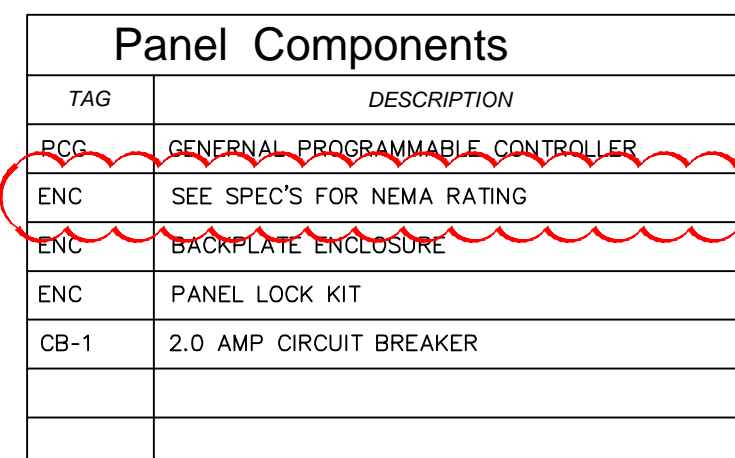 Panel Components
TAG DESCRIPTION
PCG GENERNAL PROGRAMMABLE CONTROLLER
ENC SEE SPEC'S FOR NEMA RATING
ENC BACKPLATE ENCLOSURE
ENC PANEL LOCK KIT
CB-1 2.0 AMP CIRCUIT BREAKER